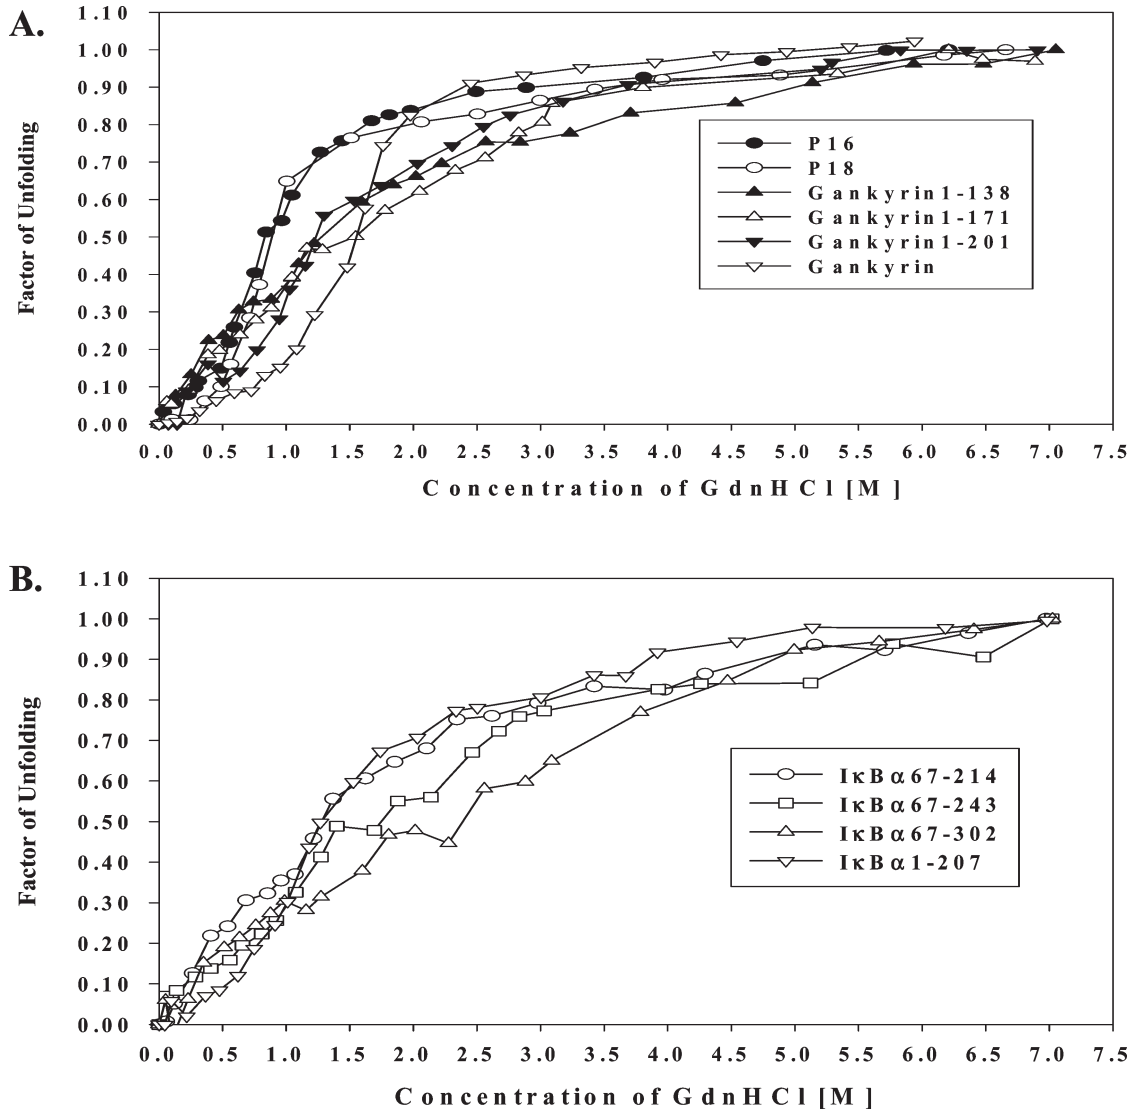 A.
1.10
1.00
0.90
0.80
0.70
0.60
0.50
0.40
0.30
0.20
0.10
0.00
Factor of Unfolding
P16
P18
Gankyrin1-138
Gankyrin1-171
Gankyrin1-201
Gankyrin
0.0 0.5 1.0 1.5 2.0 2.5 3.0 3.5 4.0 4.5 5.0 5.5 6.0 6.5 7.0 7.5
Concentration of GdnHCl [M ]
B.
1.10
1.00
0.90
0.80
0.70
0.60
0.50
0.40
0.30
0.20
0.10
0.00
Factor of Unfolding
IκBα67-214
IκBα67-243
IκBα67-302
IκBα1-207
0.0 0.5 1.0 1.5 2.0 2.5 3.0 3.5 4.0 4.5 5.0 5.5 6.0 6.5 7.0 7.5
Concentration of GdnHCl [M ]